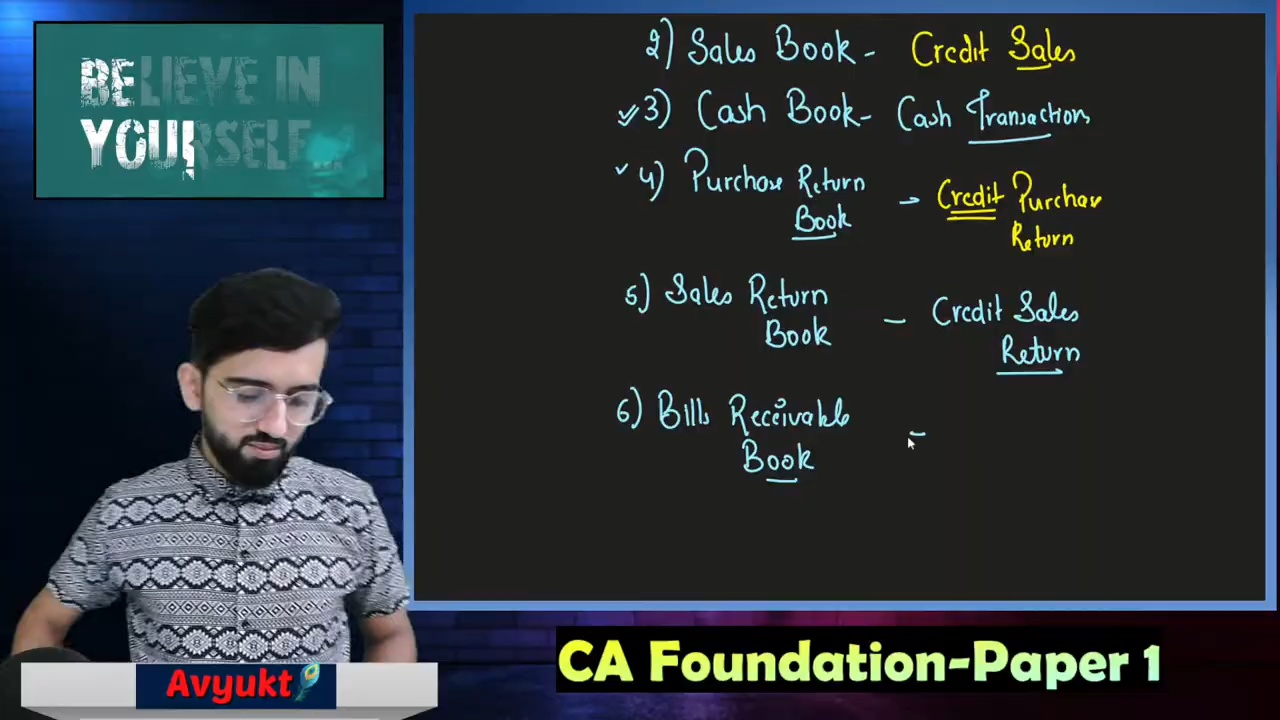 BELIEVE IN
YOURSELF
2) Sales Book - Credit Sales
3) Cash Book - Cash Transactions
4) Purchase Return
Book - Credit Purchase
Return
5) Sales Return
Book - Credit Sales
Return
6) Bills Receivable
Book -
Avyukt
CA Foundation-Paper 1